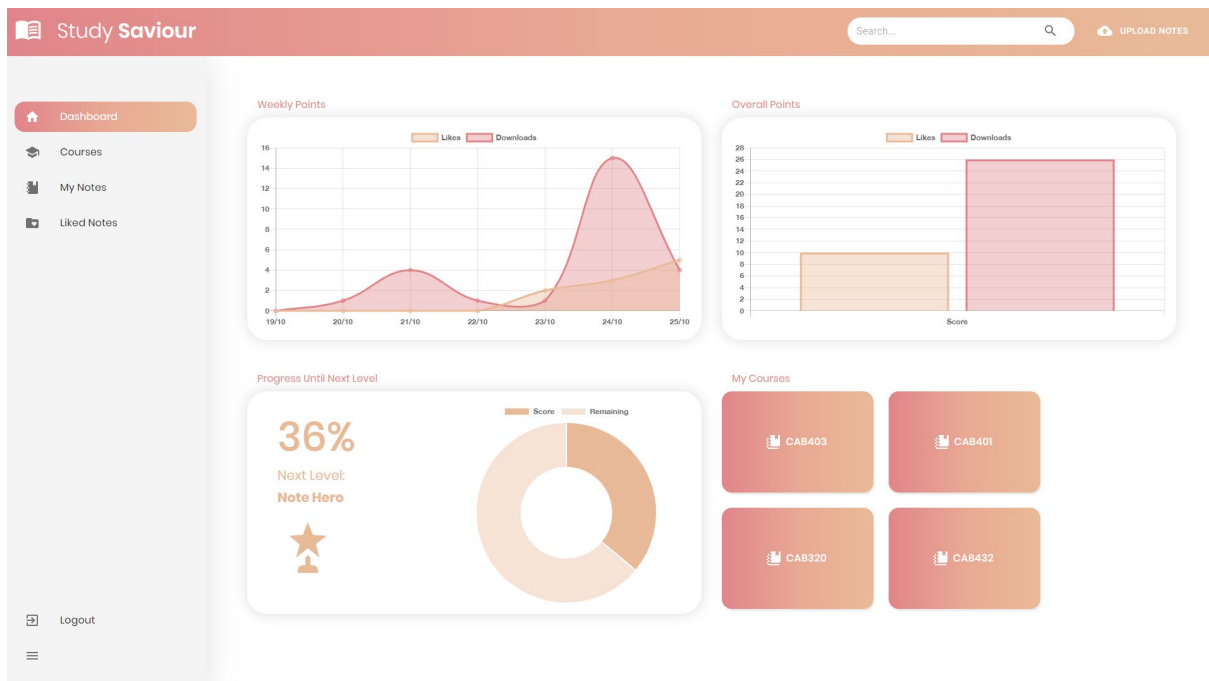 Study Saviour
Search...
UPLOAD NOTES
Dashboard
Courses
My Notes
Liked Notes
Logout
Weekly Points
Likes Downloads
16
14
12
10
8
6
4
2
0
19/10 20/10 21/10 22/10 23/10 24/10 25/10
Overall Points
Likes Downloads
28
26
24
22
20
18
16
14
12
10
8
6
4
2
0
Score
Progress Until Next Level
36%
Next Level:
Note Hero
Score Remaining
My Courses
CAB403 CAB401
CAB320 CAB432